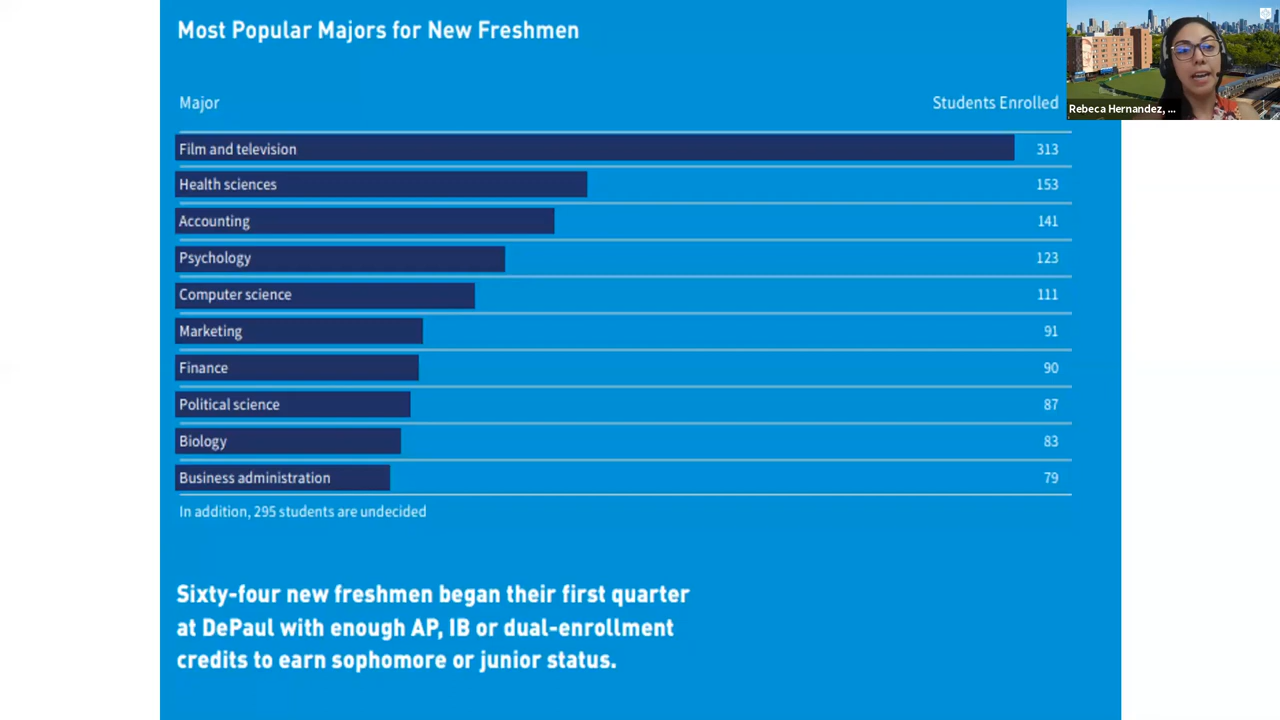 Most Popular Majors for New Freshmen
Major Students Enrolled
Film and television 313
Health sciences 153
Accounting 141
Psychology 123
Computer science 111
Marketing 91
Finance 90
Political science 87
Biology 83
Business administration 79
In addition, 295 students are undecided
Sixty-four new freshmen began their first quarter
at DePaul with enough AP, IB or dual-enrollment
credits to earn sophomore or junior status.
Rebeca Hernandez, ...